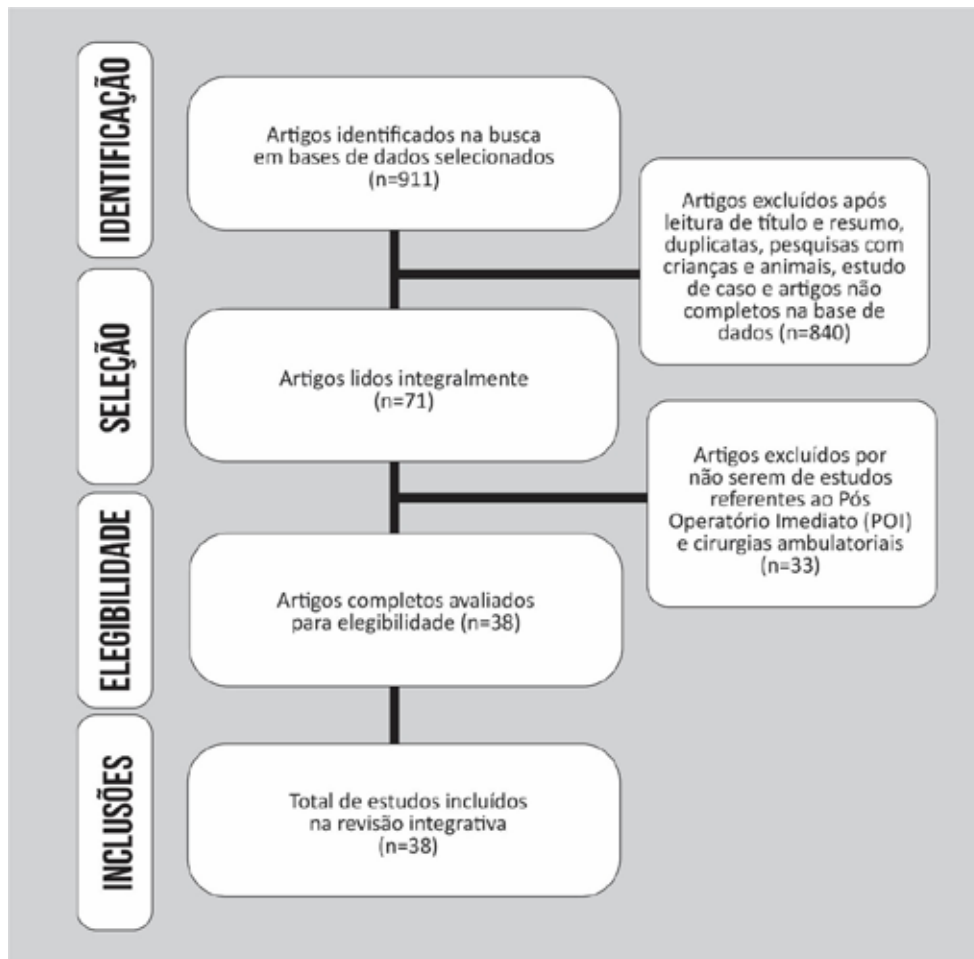 IDENTIFICAÇÃO
Artigos identificados na busca
em bases de dados selecionados
(n=911)
Artigos excluídos após
leitura de título e resumo,
duplicatas, pesquisas com
crianças e animais, estudo
de caso e artigos não
completos na base de
dados (n=840)
SELEÇÃO
Artigos lidos integralmente
(n=71)
Artigos excluídos por
não serem de estudos
referentes ao Pós
Operatório Imediato (POI)
e cirurgias ambulatoriais
(n=33)
ELEGIBILIDADE
Artigos completos avaliados
para elegibilidade (n=38)
INCLUSÕES
Total de estudos incluídos
na revisão integrativa
(n=38)